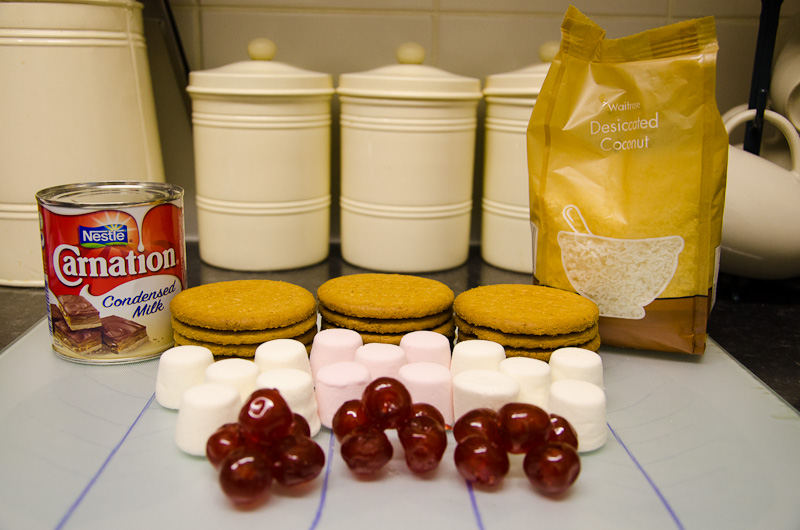 Nestlé
Carnation
Condensed
Milk
Waitrose
Desiccated
Coconut